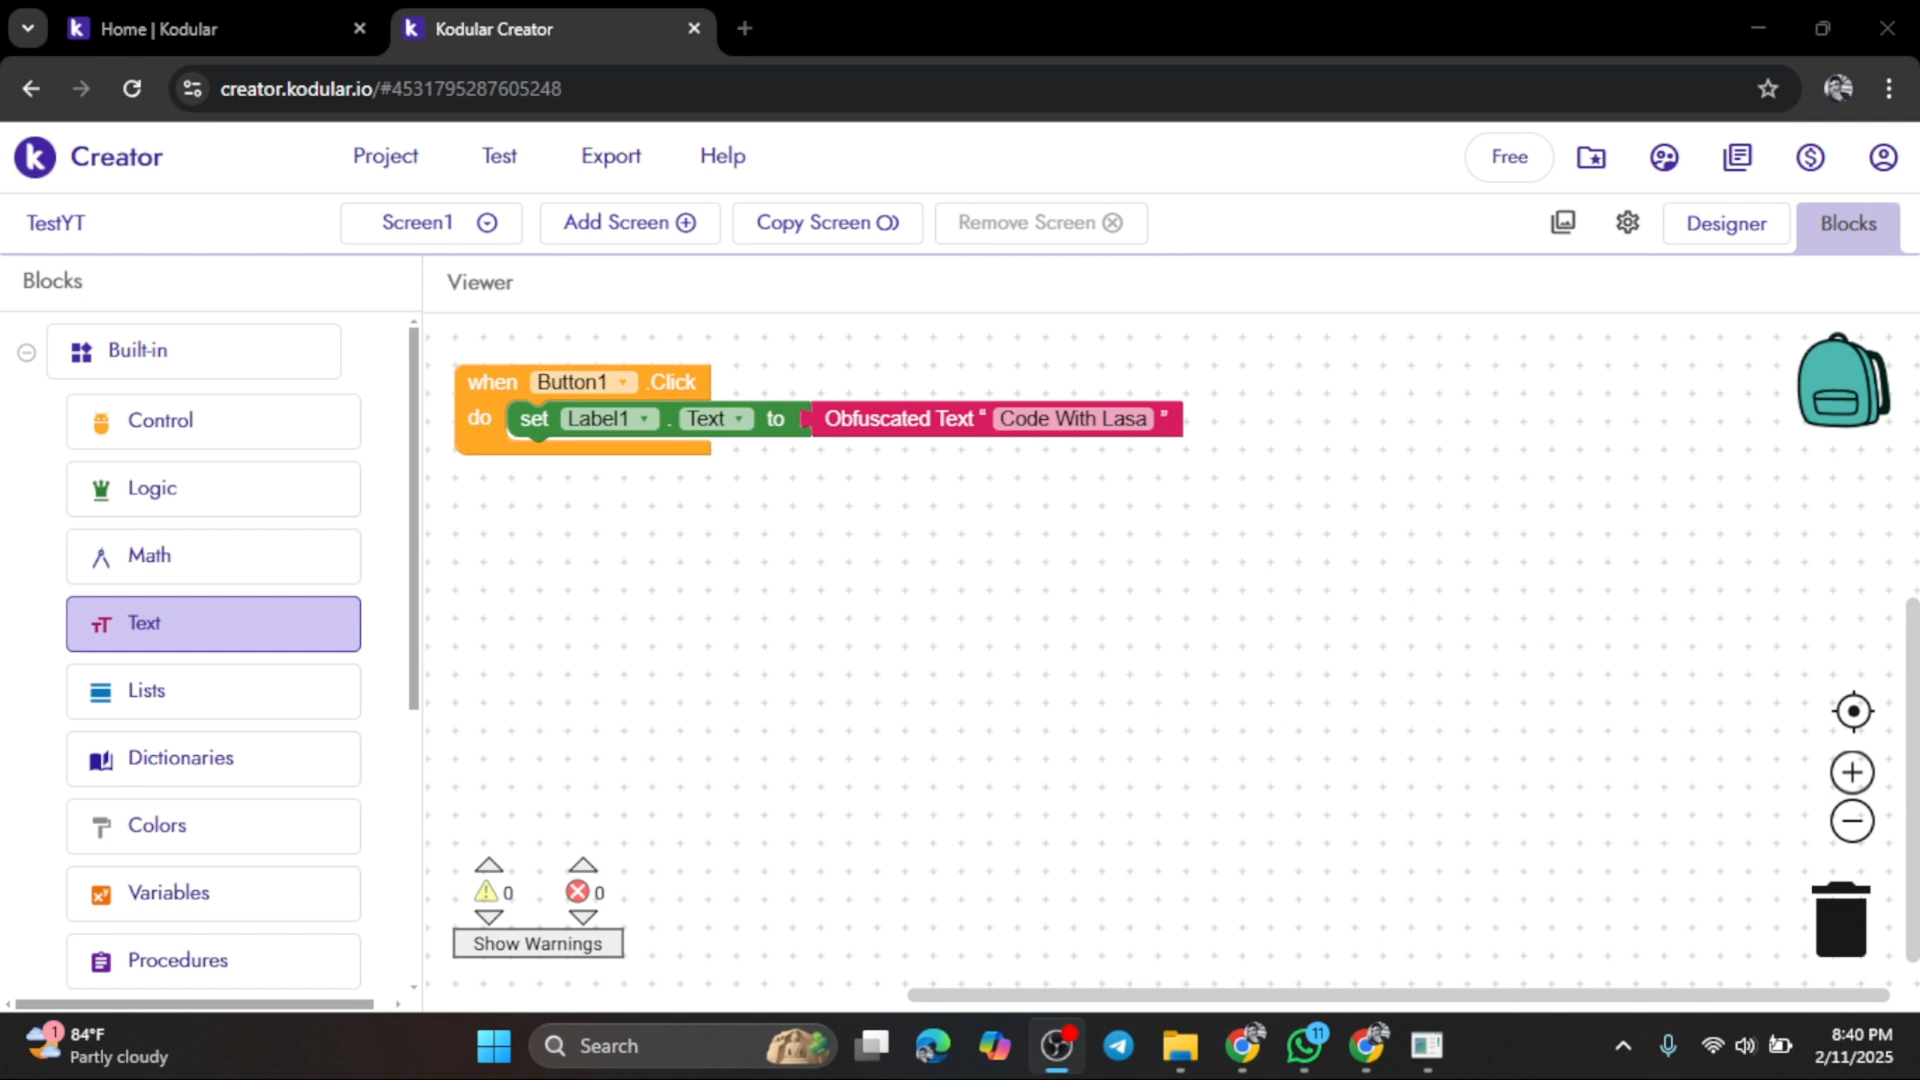 Home | Kodular
Kodular Creator
creator.kodular.io/#4531795287605248
Creator
Project
Test
Export
Help
Free
TestYT
Screen1
Add Screen
Copy Screen
Remove Screen
Designer
Blocks
Blocks
Viewer
Built-in
Control
Logic
Math
Text
Lists
Dictionaries
Colors
Variables
Procedures
when Button1 .Click
do set Label1 . Text to Obfuscated Text “ Code With Lasa ”
0 0
Show Warnings
1
84°F
Partly cloudy
Search
11
8:40 PM
2/11/2025